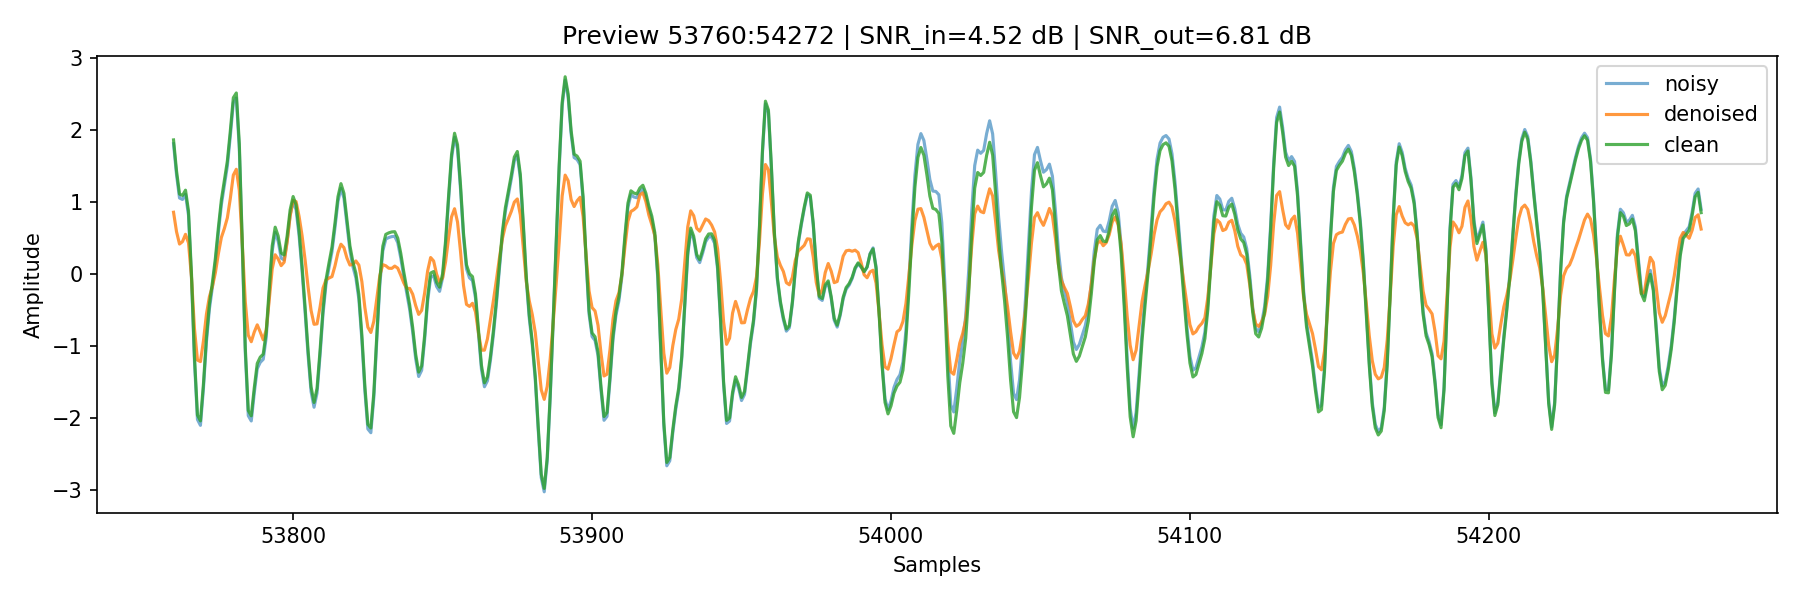 Preview 53760:54272 | SNR_in=4.52 dB | SNR_out=6.81 dB
noisy
denoised
clean
Amplitude
3
2
1
0
−1
−2
−3
53800 53900 54000 54100 54200
Samples